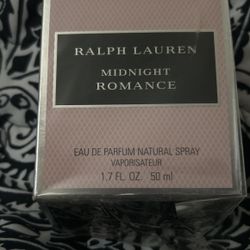 RALPH LAUREN
MIDNIGHT
ROMANCE
EAU DE PARFUM NATURAL SPRAY
VAPORISATEUR
1.7 FL. OZ. 50 ml